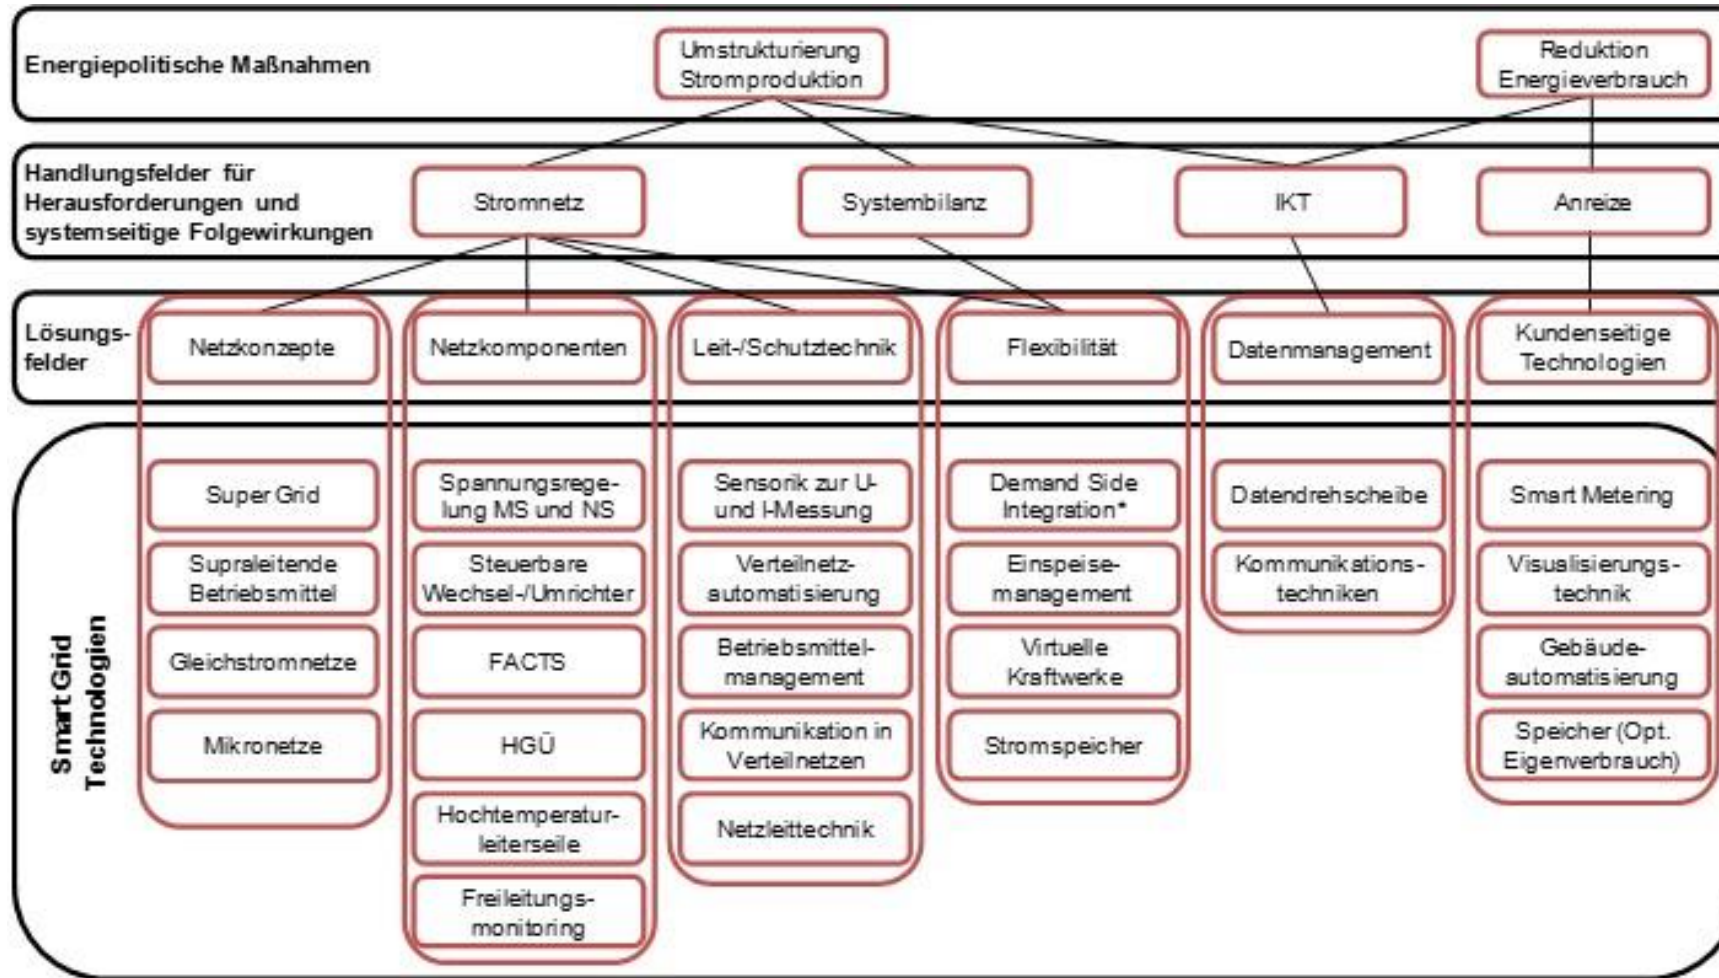 Energiepolitische Maßnahmen
Umstrukturierung
Stromproduktion
Reduktion
Energieverbrauch
Handlungsfelder für
Herausforderungen und
systemseitige Folgewirkungen
Stromnetz
Systembilanz
IKT
Anreize
Lösungs-
felder
Netzkonzepte
Netzkomponenten
Leit-/Schutztechnik
Flexibilität
Datenmanagement
Kundenseitige
Technologien
Smart Grid
Technologien
Super Grid
Supraleitende
Betriebsmittel
Gleichstromnetze
Mikronetze
Spannungsrege-
lung MS und NS
Steuerbare
Wechsel-/Umrichter
FACTS
HGÜ
Hochtemperatur-
leiterseile
Freileitungs-
monitoring
Sensorik zur U-
und I-Messung
Verteilnetz-
automatisierung
Betriebsmittel-
management
Kommunikation in
Verteilnetzen
Netzleittechnik
Demand Side
Integration*
Einspeise-
management
Virtuelle
Kraftwerke
Stromspeicher
Datendrehscheibe
Kommunikations-
techniken
Smart Metering
Visualisierungs-
technik
Gebäude-
automatisierung
Speicher (Opt.
Eigenverbrauch)